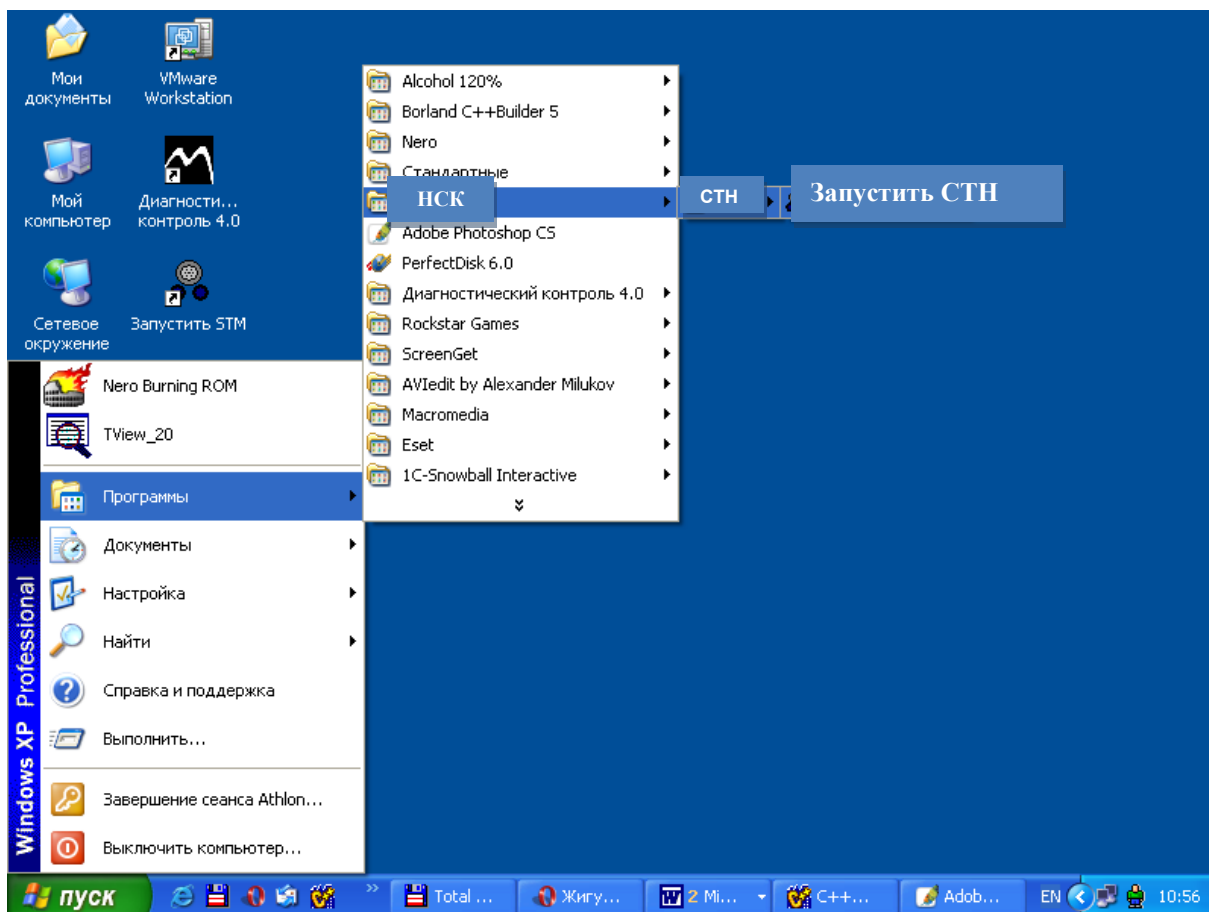 Мои
документы
VMware
Workstation
Мой
компьютер
Диагности...
контроль 4.0
Сетевое
окружение
Запустить STM
Alcohol 120%
Borland C++Builder 5
Nero
Стандартные
НСК
СТН
Запустить СТН
Adobe Photoshop CS
PerfectDisk 6.0
Диагностический контроль 4.0
Rockstar Games
ScreenGet
AVIedit by Alexander Milukov
Macromedia
Eset
1C-Snowball Interactive
Nero Burning ROM
TView_20
Программы
Документы
Настройка
Найти
Справка и поддержка
Выполнить...
Завершение сеанса Athlon...
Выключить компьютер...
Windows XP Professional
пуск
Total ...
Жигу...
2 Mi...
C++...
Adob...
EN
10:56